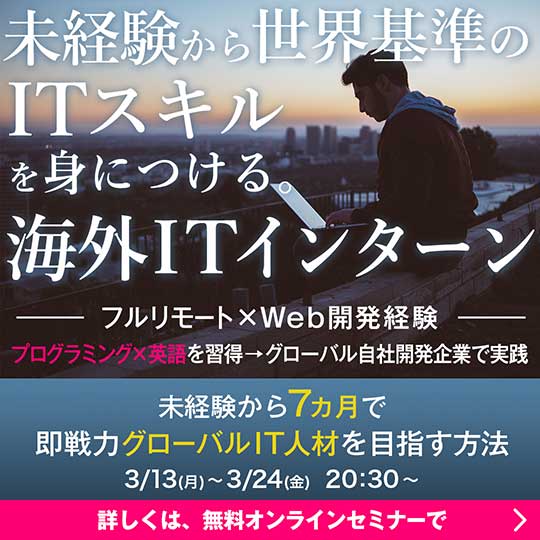 未経験から世界基準の
ITスキル
を身につける。
海外ITインターン
フルリモート×Web開発経験
プログラミング×英語を習得→グローバル自社開発企業で実践
未経験から7ヵ月で
即戦力グローバルIT人材を目指す方法
3/13(月)～3/24(金) 20:30～
詳しくは、無料オンラインセミナーで